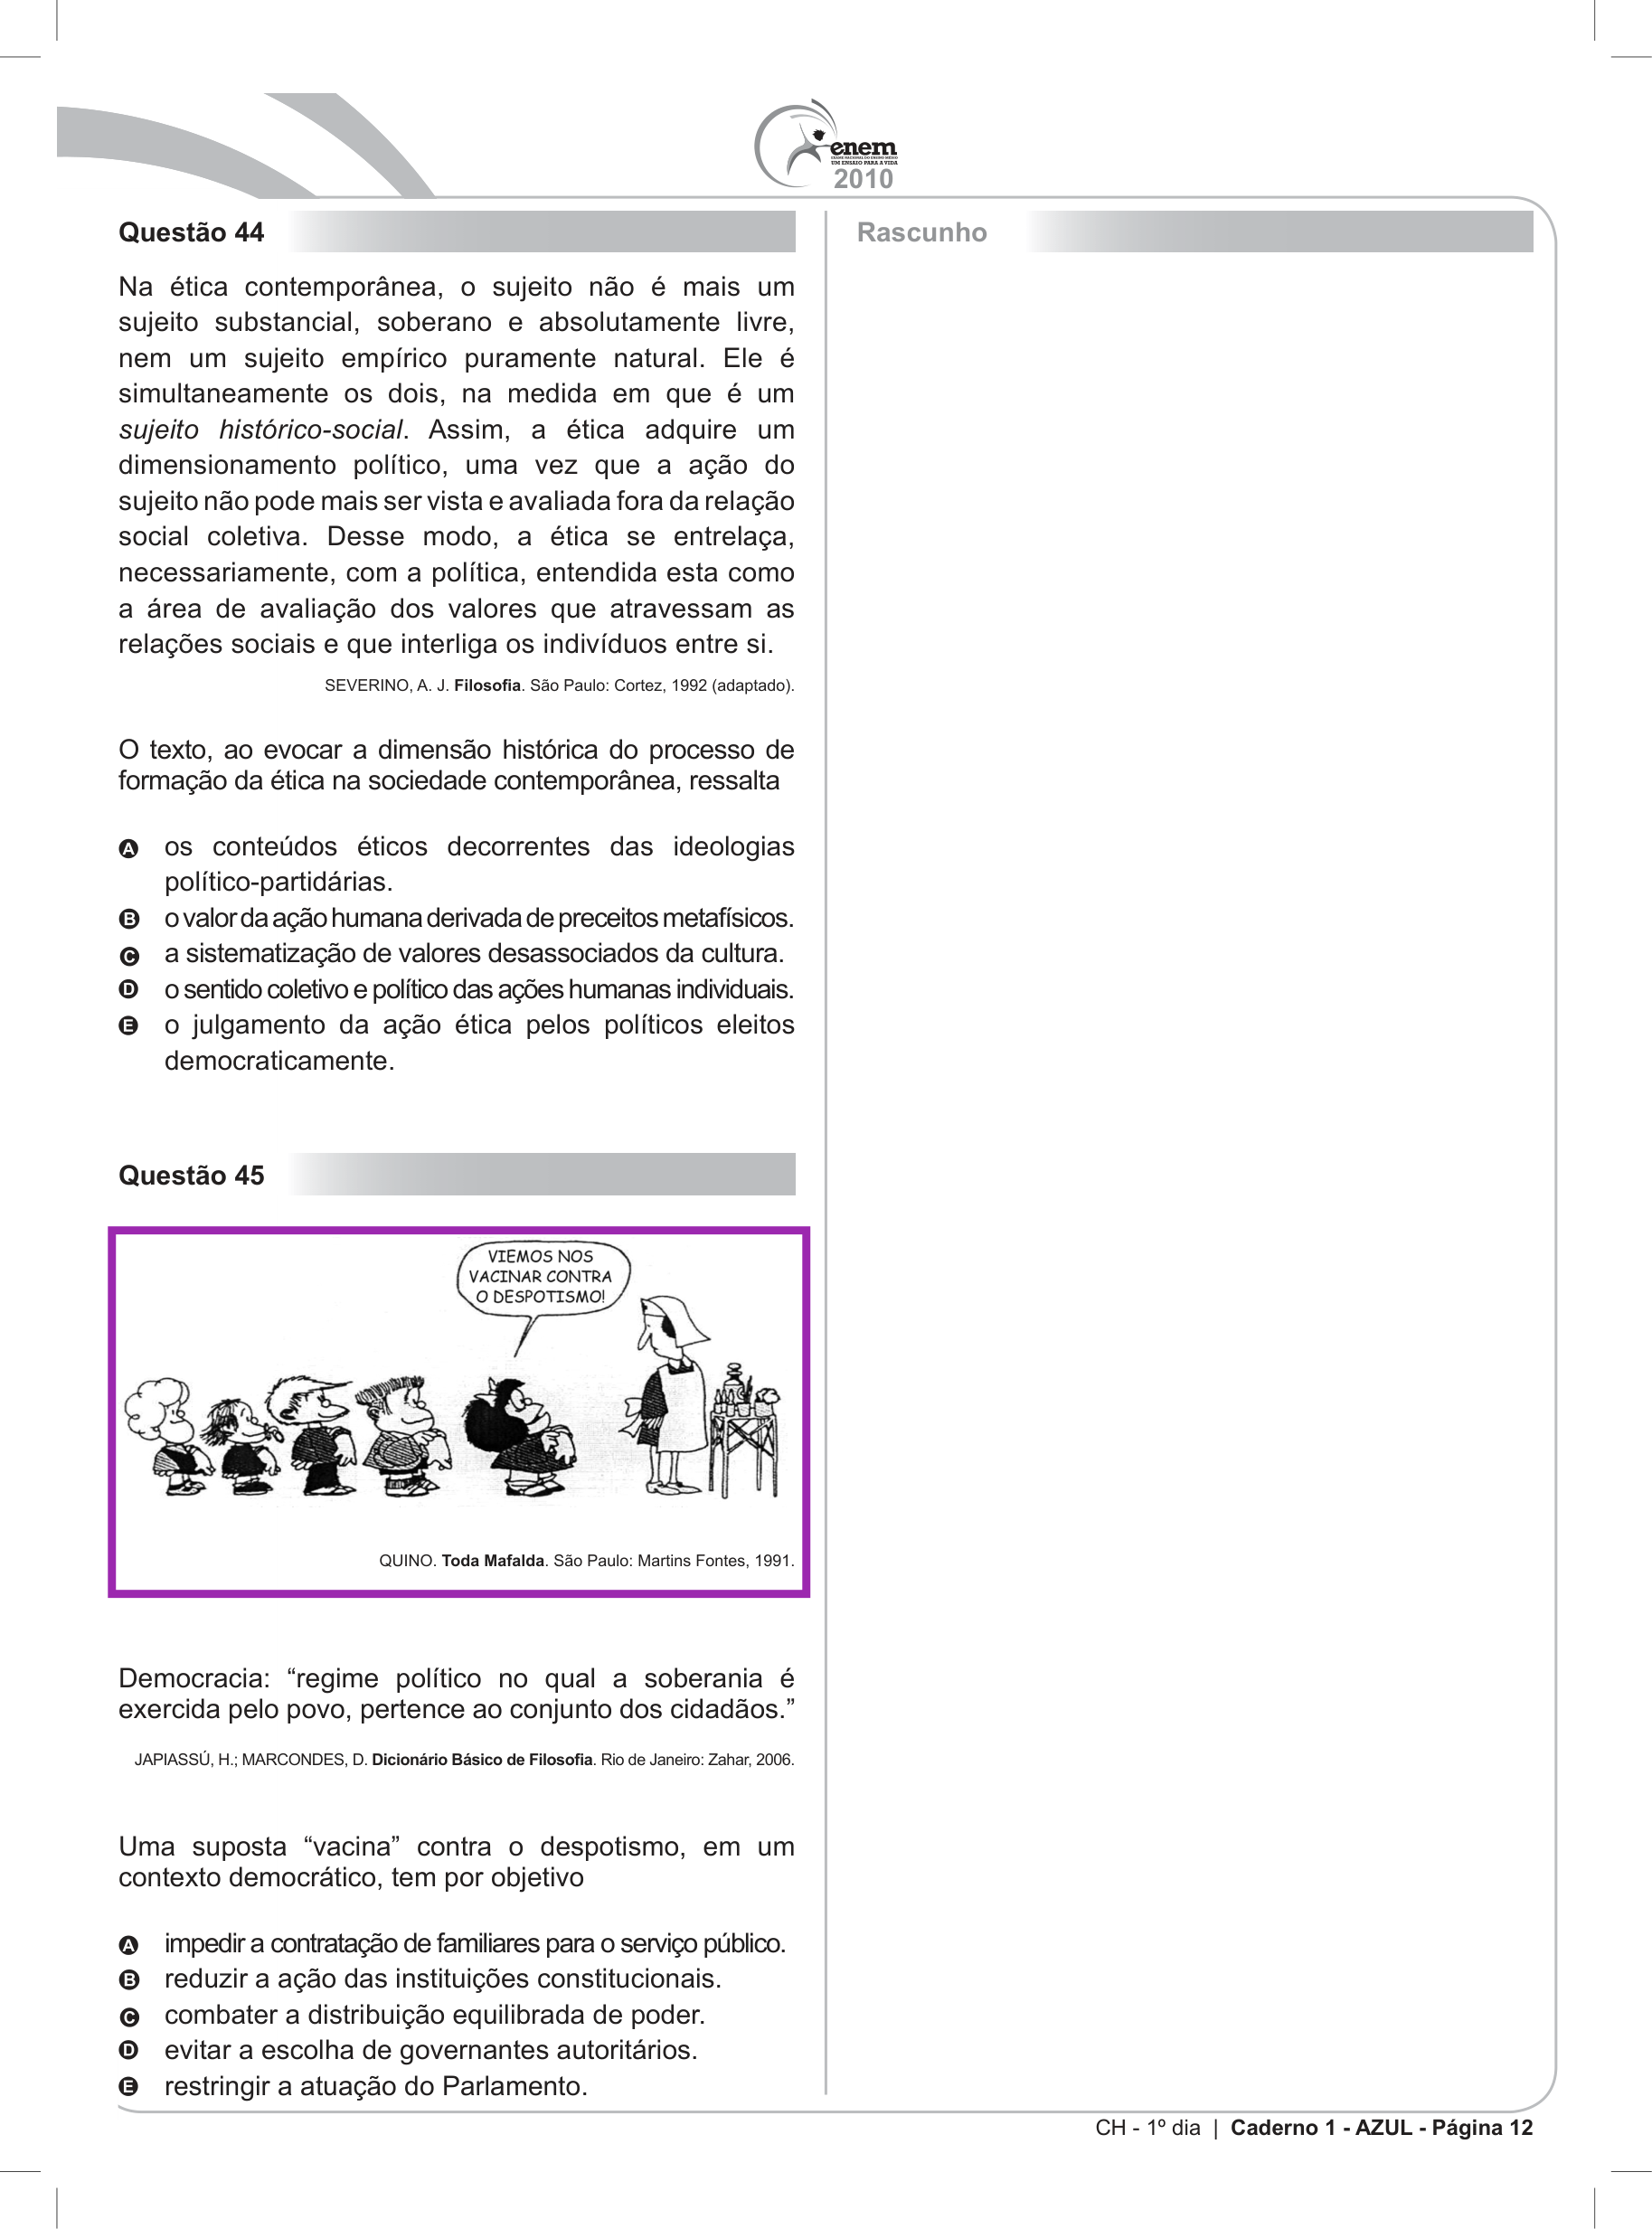 enem
EXAME NACIONAL DO ENSINO MÉDIO
UM ENSAIO PARA A VIDA
2010
Questão 44
Na ética contemporânea, o sujeito não é mais um
sujeito substancial, soberano e absolutamente livre,
nem um sujeito empírico puramente natural. Ele é
simultaneamente os dois, na medida em que é um
sujeito histórico-social. Assim, a ética adquire um
dimensionamento político, uma vez que a ação do
sujeito não pode mais ser vista e avaliada fora da relação
social coletiva. Desse modo, a ética se entrelaça,
necessariamente, com a política, entendida esta como
a área de avaliação dos valores que atravessam as
relações sociais e que interliga os indivíduos entre si.
SEVERINO, A. J. Filosofia. São Paulo: Cortez, 1992 (adaptado).
O texto, ao evocar a dimensão histórica do processo de
formação da ética na sociedade contemporânea, ressalta
A os conteúdos éticos decorrentes das ideologias
político-partidárias.
B o valor da ação humana derivada de preceitos metafísicos.
C a sistematização de valores desassociados da cultura.
D o sentido coletivo e político das ações humanas individuais.
E o julgamento da ação ética pelos políticos eleitos
democraticamente.
Questão 45
VIEMOS NOS
VACINAR CONTRA
O DESPOTISMO!
QUINO. Toda Mafalda. São Paulo: Martins Fontes, 1991.
Democracia: “regime político no qual a soberania é
exercida pelo povo, pertence ao conjunto dos cidadãos.”
JAPIASSÚ, H.; MARCONDES, D. Dicionário Básico de Filosofia. Rio de Janeiro: Zahar, 2006.
Uma suposta “vacina” contra o despotismo, em um
contexto democrático, tem por objetivo
A impedir a contratação de familiares para o serviço público.
B reduzir a ação das instituições constitucionais.
C combater a distribuição equilibrada de poder.
D evitar a escolha de governantes autoritários.
E restringir a atuação do Parlamento.
Rascunho
CH - 1º dia | Caderno 1 - AZUL - Página 12